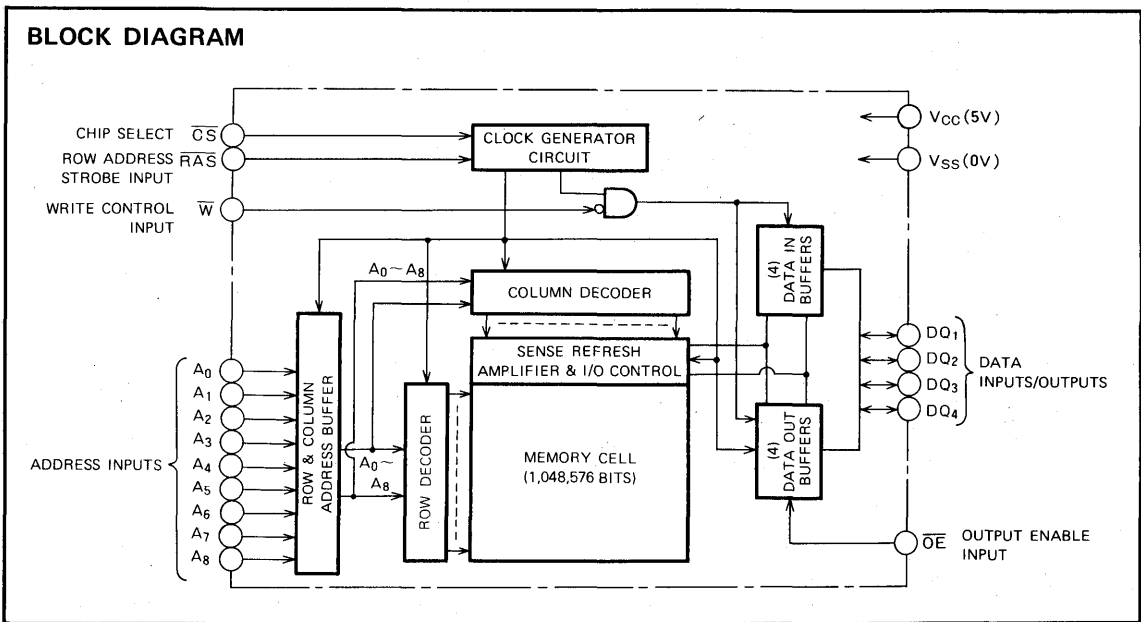 BLOCK DIAGRAM
CHIP SELECT C̅S̅
ROW ADDRESS R̅A̅S̅
STROBE INPUT
WRITE CONTROL W̅
INPUT
CLOCK GENERATOR
CIRCUIT
VCC(5V)
VSS(0V)
A0~A8
COLUMN DECODER
SENSE REFRESH
AMPLIFIER & I/O CONTROL
MEMORY CELL
(1,048,576 BITS)
ROW & COLUMN
ADDRESS BUFFER
A0~
A8
ROW DECODER
(4)
DATA IN
BUFFERS
(4)
DATA OUT
BUFFERS
ADDRESS INPUTS
A0
A1
A2
A3
A4
A5
A6
A7
A8
DQ1
DQ2
DQ3
DQ4
DATA
INPUTS/OUTPUTS
O̅E̅ OUTPUT ENABLE
INPUT